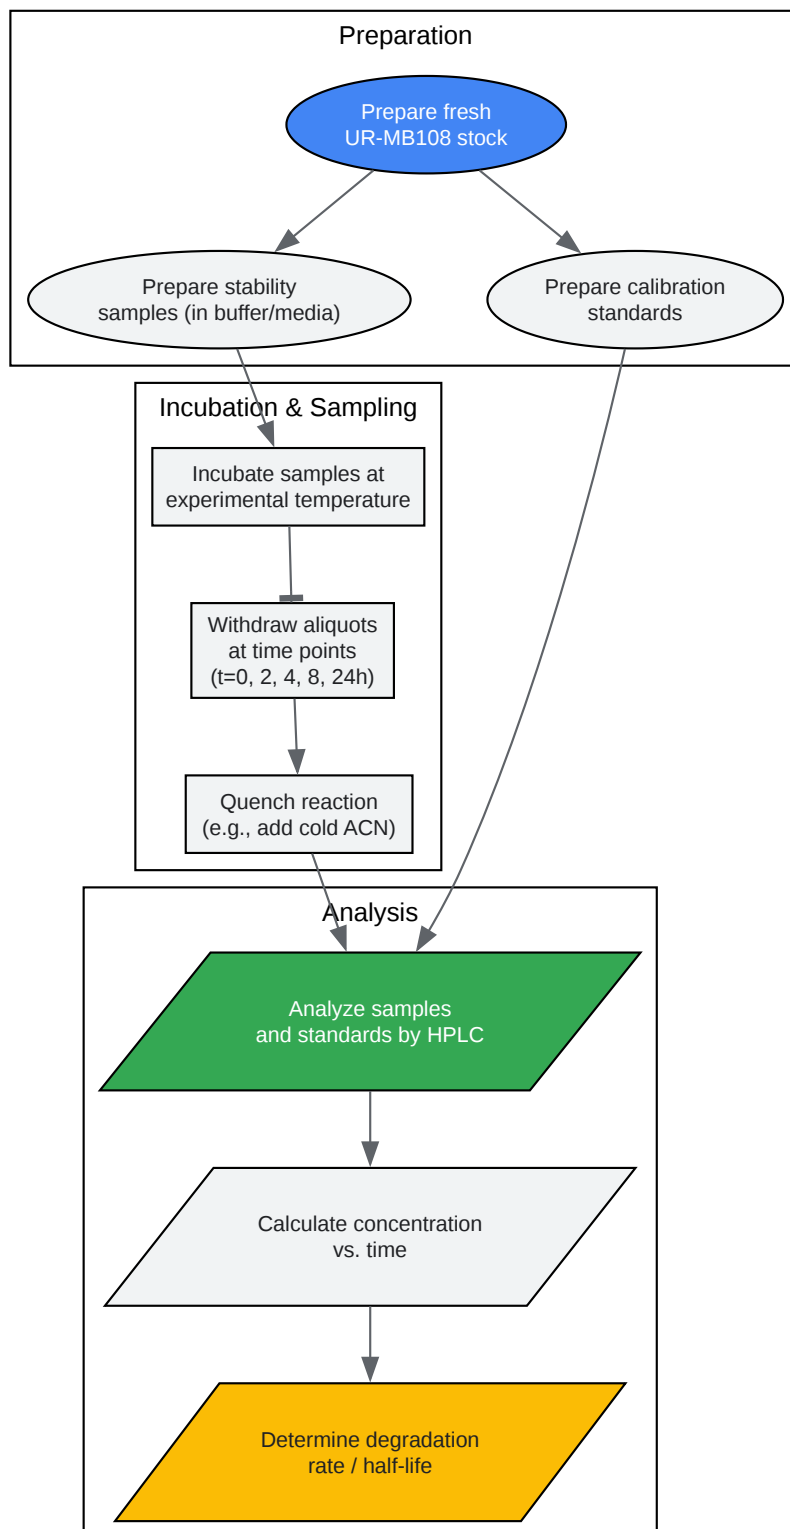 Preparation
Prepare fresh
UR-MB108 stock
Prepare stability
samples (in buffer/media)
Prepare calibration
standards
Incubation & Sampling
Incubate samples at
experimental temperature
Withdraw aliquots
at time points
(t=0, 2, 4, 8, 24h)
Quench reaction
(e.g., add cold ACN)
Analysis
Analyze samples
and standards by HPLC
Calculate concentration
vs. time
Determine degradation
rate / half-life